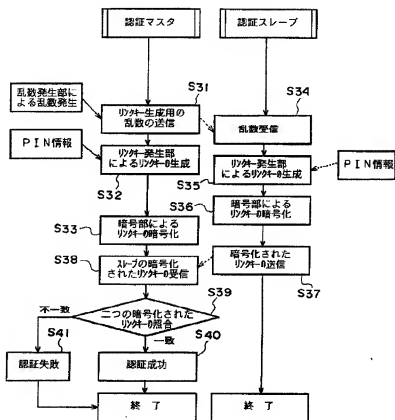 認証マスタ
認証スレーブ
S31
S34
乱数発生部に
よる乱数発生
リンクキー生成用の
乱数の送信
乱数受信
PIN情報
リンクキー発生部
によるリンクキーの生成
S32
リンクキー発生部
によるリンクキーの生成
PIN情報
S35
S36
S33
暗号部による
リンクキーの暗号化
暗号部による
リンクキーの暗号化
S38
スレーブの暗号化
されたリンクキーの受信
暗号化された
リンクキーの送信
S37
S39
不一致
二つの暗号化された
リンクキーの照合
S41
一致
S40
認証失敗
認証成功
終了
終了